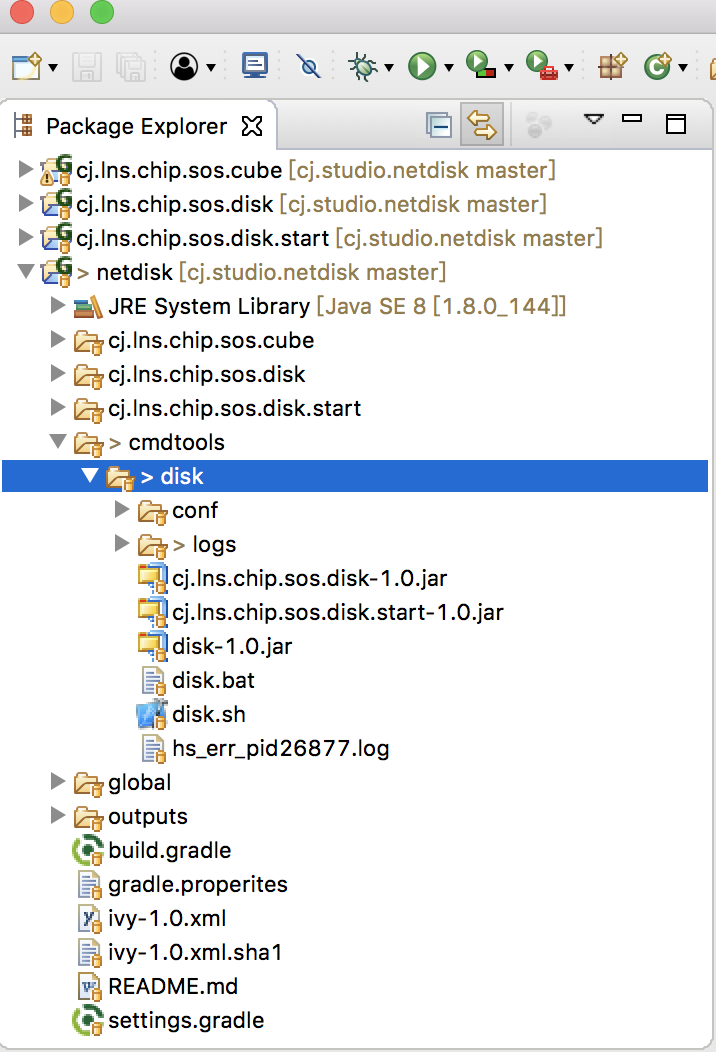 Package Explorer
cj.lns.chip.sos.cube [cj.studio.netdisk master]
cj.lns.chip.sos.disk [cj.studio.netdisk master]
cj.lns.chip.sos.disk.start [cj.studio.netdisk master]
> netdisk [cj.studio.netdisk master]
JRE System Library [Java SE 8 [1.8.0_144]]
cj.lns.chip.sos.cube
cj.lns.chip.sos.disk
cj.lns.chip.sos.disk.start
> cmdtools
> disk
conf
> logs
cj.lns.chip.sos.disk-1.0.jar
cj.lns.chip.sos.disk.start-1.0.jar
disk-1.0.jar
disk.bat
disk.sh
hs_err_pid26877.log
global
outputs
build.gradle
gradle.properites
ivy-1.0.xml
ivy-1.0.xml.sha1
README.md
settings.gradle